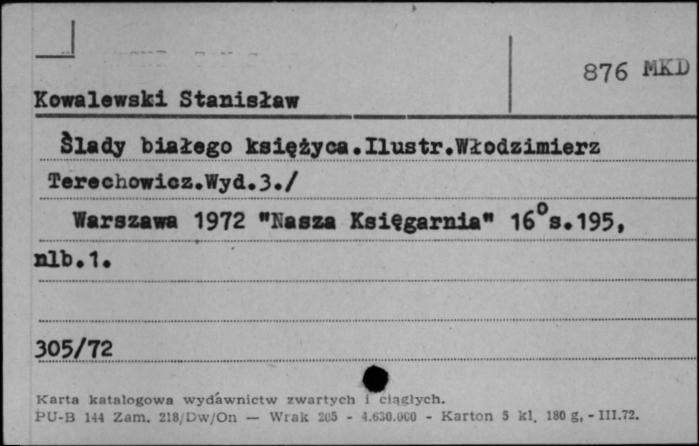 876 MKD
Kowalewski Stanisław
Ślady białego księżyca.Ilustr.Włodzimierz
Terechowicz.Wyd.3./
Warszawa 1972 "Nasza Księgarnia" 16°s.195,
nlb.1.
305/72
Karta katalogowa wydawnictw zwartych i ciągłych.
PU-B 144 Zam. 218/Dw/On — Wrak 205 - 4.630.000 - Karton 5 kl. 180 g, - III.72.